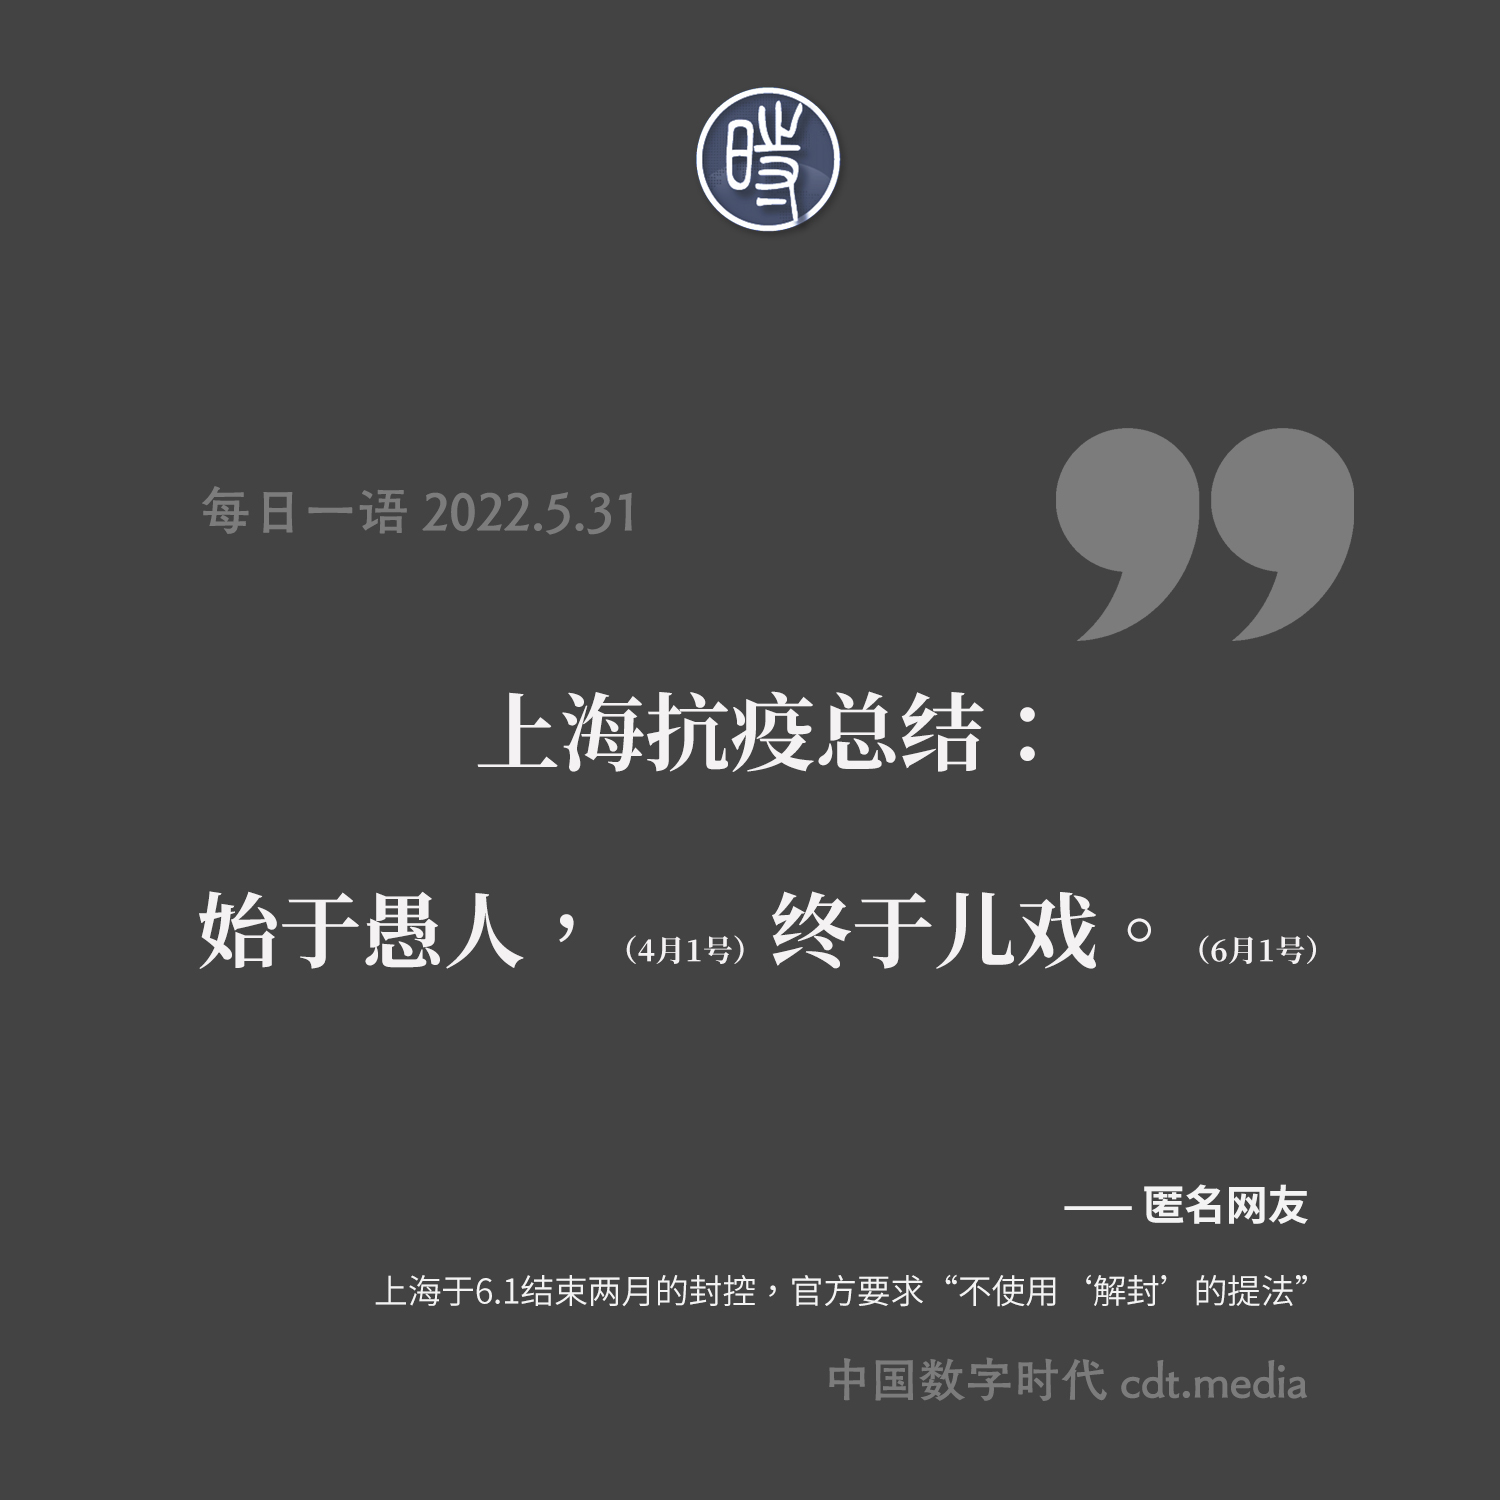 時
每日一语 2022.5.31
上海抗疫总结：
始于愚人，（4月1号）终于儿戏。（6月1号）
—— 匿名网友
上海于6.1结束两月的封控，官方要求“不使用‘解封’的提法”
中国数字时代 cdt.media